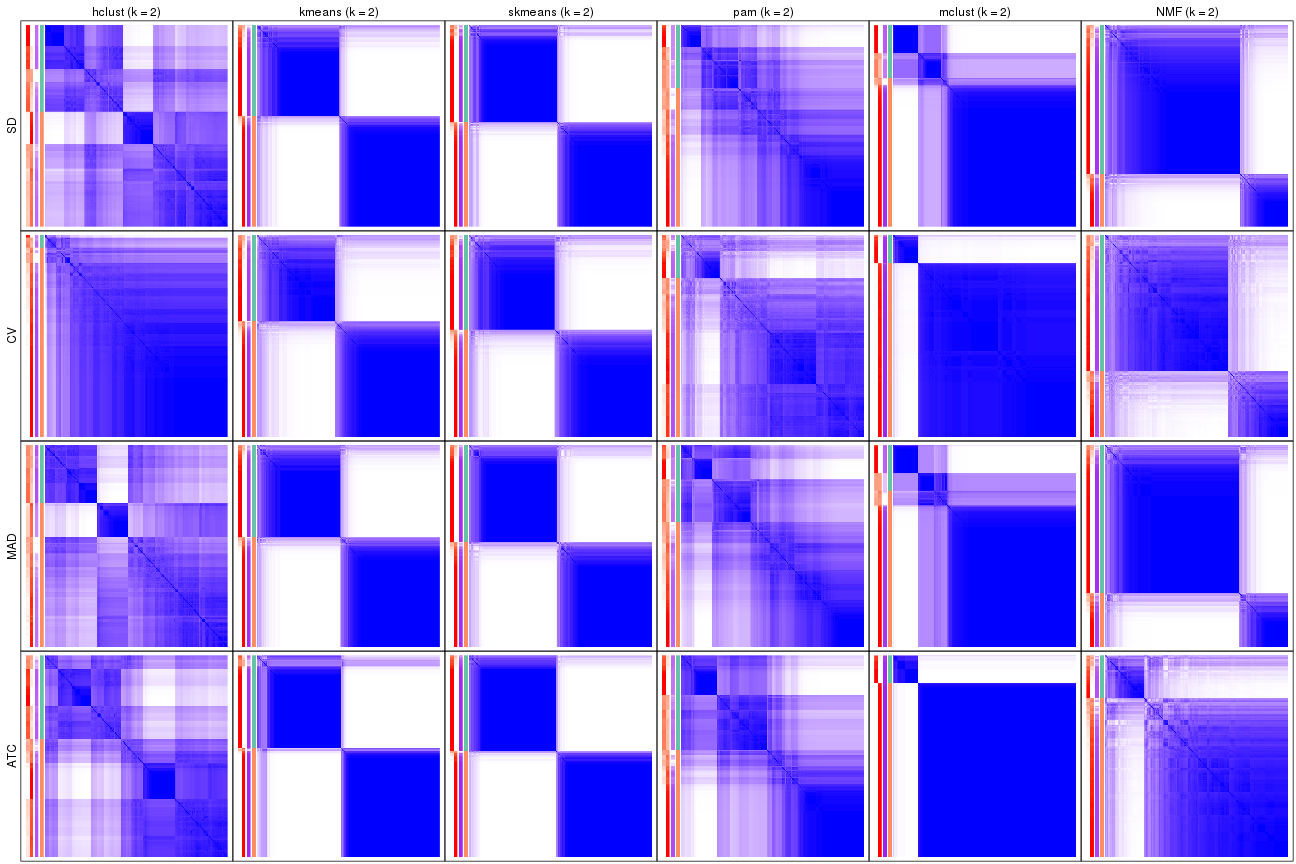 hclust (k = 2) kmeans (k = 2) skmeans (k = 2) pam (k = 2) mclust (k = 2) NMF (k = 2)
SD
CV
MAD
ATC